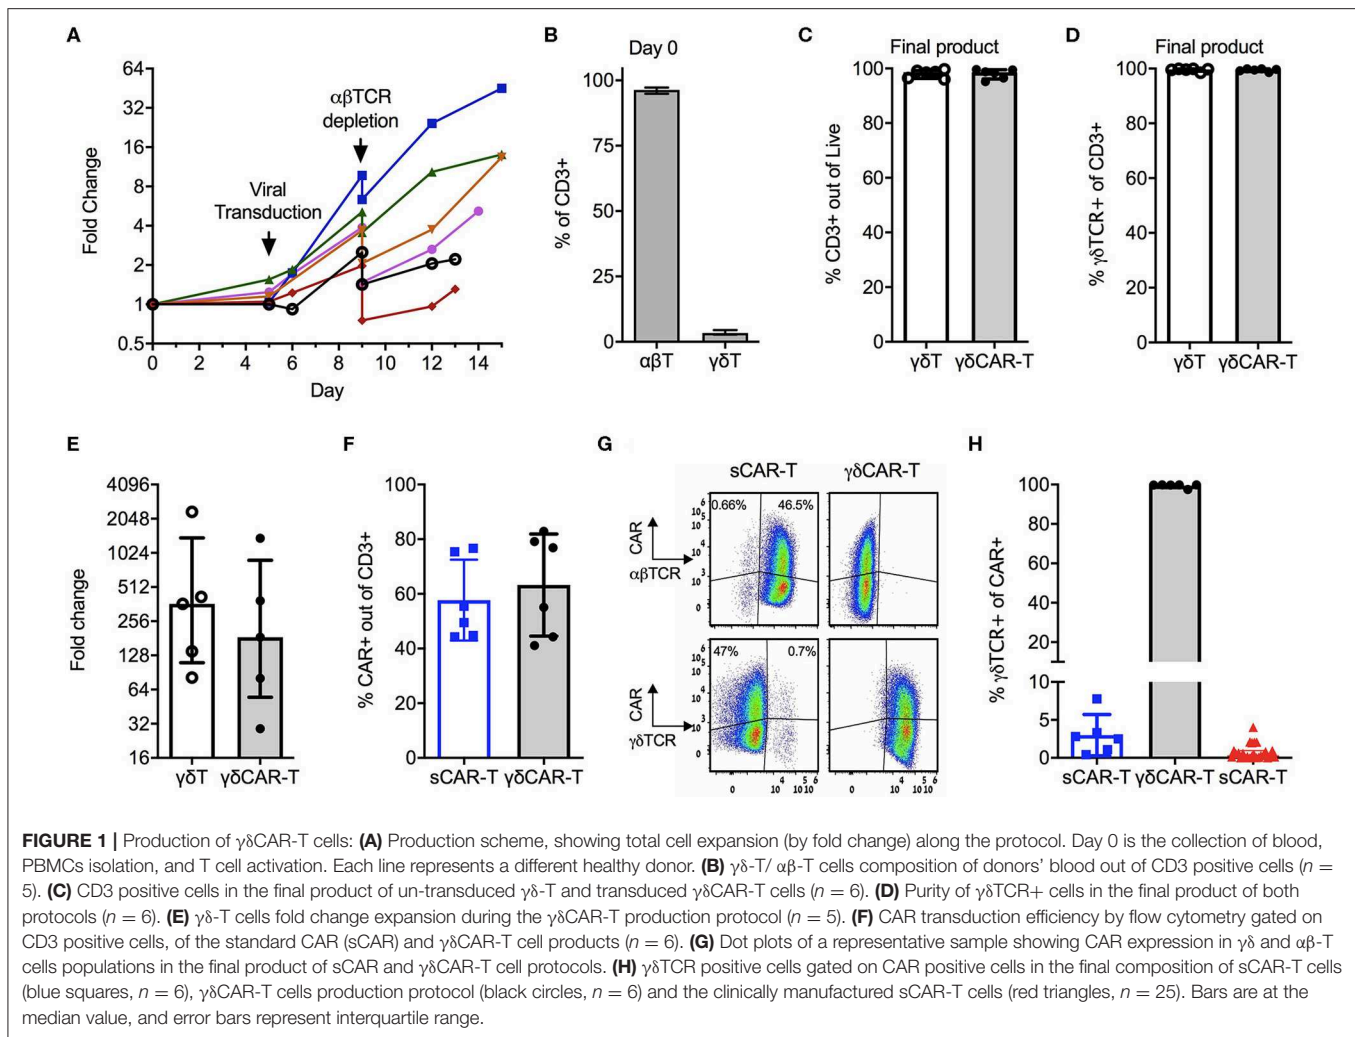 A
64
32
16
8
4
2
1
0.5
Fold Change
αβTCR
depletion
Viral
Transduction
0 2 4 6 8 10 12 14
Day
B
Day 0
100
75
50
25
0
% of CD3+
αβT γδT
C
Final product
100
80
60
40
20
0
% CD3+ out of Live
γδT γδCAR-T
D
Final product
100
80
60
40
20
0
% γδTCR+ of CD3+
γδT γδCAR-T
E
4096
2048
1024
512
256
128
64
32
16
Fold change
γδT γδCAR-T
F
100
80
60
40
20
0
% CAR+ out of CD3+
sCAR-T γδCAR-T
G
sCAR-T γδCAR-T
0.66% 46.5%
CAR
αβTCR
47% 0.7%
CAR
γδTCR
H
100
80
60
40
20
10
5
0
% γδTCR+ of CAR+
sCAR-T γδCAR-T sCAR-T
FIGURE 1 | Production of γδCAR-T cells: (A) Production scheme, showing total cell expansion (by fold change) along the protocol. Day 0 is the collection of blood,
PBMCs isolation, and T cell activation. Each line represents a different healthy donor. (B) γδ-T/ αβ-T cells composition of donors' blood out of CD3 positive cells (n =
5). (C) CD3 positive cells in the final product of un-transduced γδ-T and transduced γδCAR-T cells (n = 6). (D) Purity of γδTCR+ cells in the final product of both
protocols (n = 6). (E) γδ-T cells fold change expansion during the γδCAR-T production protocol (n = 5). (F) CAR transduction efficiency by flow cytometry gated on
CD3 positive cells, of the standard CAR (sCAR) and γδCAR-T cell products (n = 6). (G) Dot plots of a representative sample showing CAR expression in γδ and αβ-T
cells populations in the final product of sCAR and γδCAR-T cell protocols. (H) γδTCR positive cells gated on CAR positive cells in the final composition of sCAR-T cells
(blue squares, n = 6), γδCAR-T cells production protocol (black circles, n = 6) and the clinically manufactured sCAR-T cells (red triangles, n = 25). Bars are at the
median value, and error bars represent interquartile range.